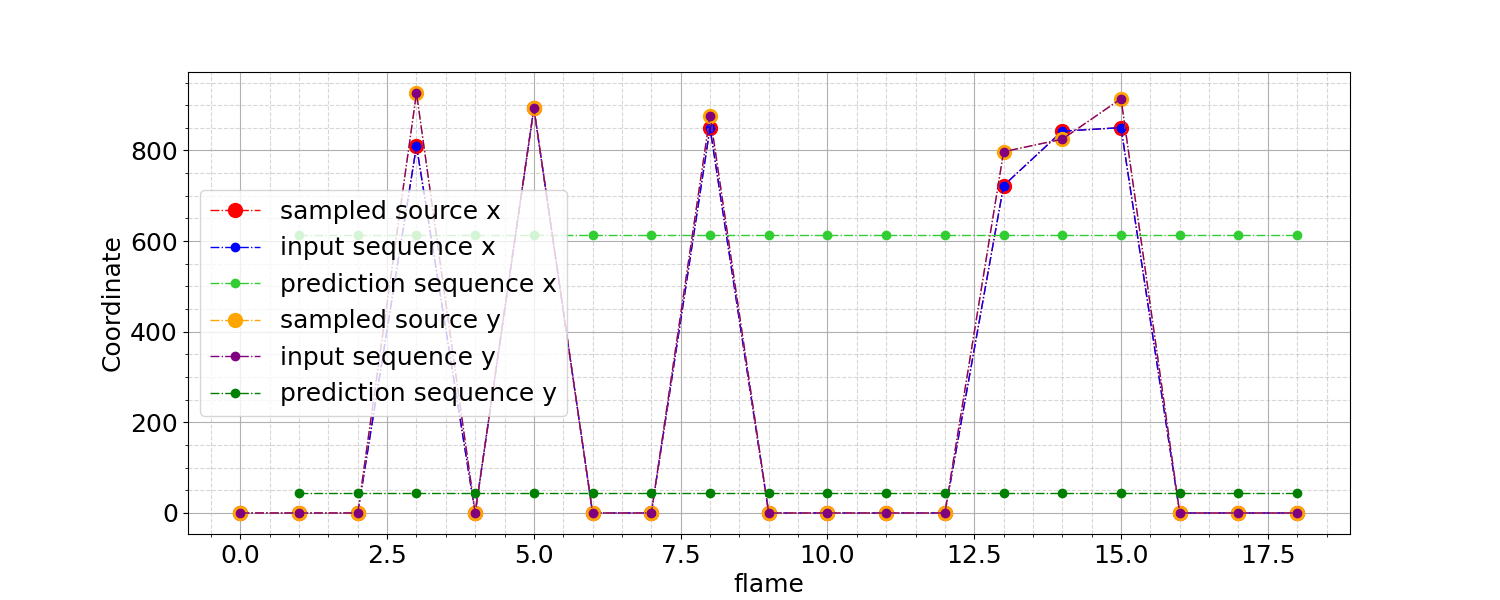 800
600
400
200
0
Coordinate
sampled source x
input sequence x
prediction sequence x
sampled source y
input sequence y
prediction sequence y
0.0 2.5 5.0 7.5 10.0 12.5 15.0 17.5
flame